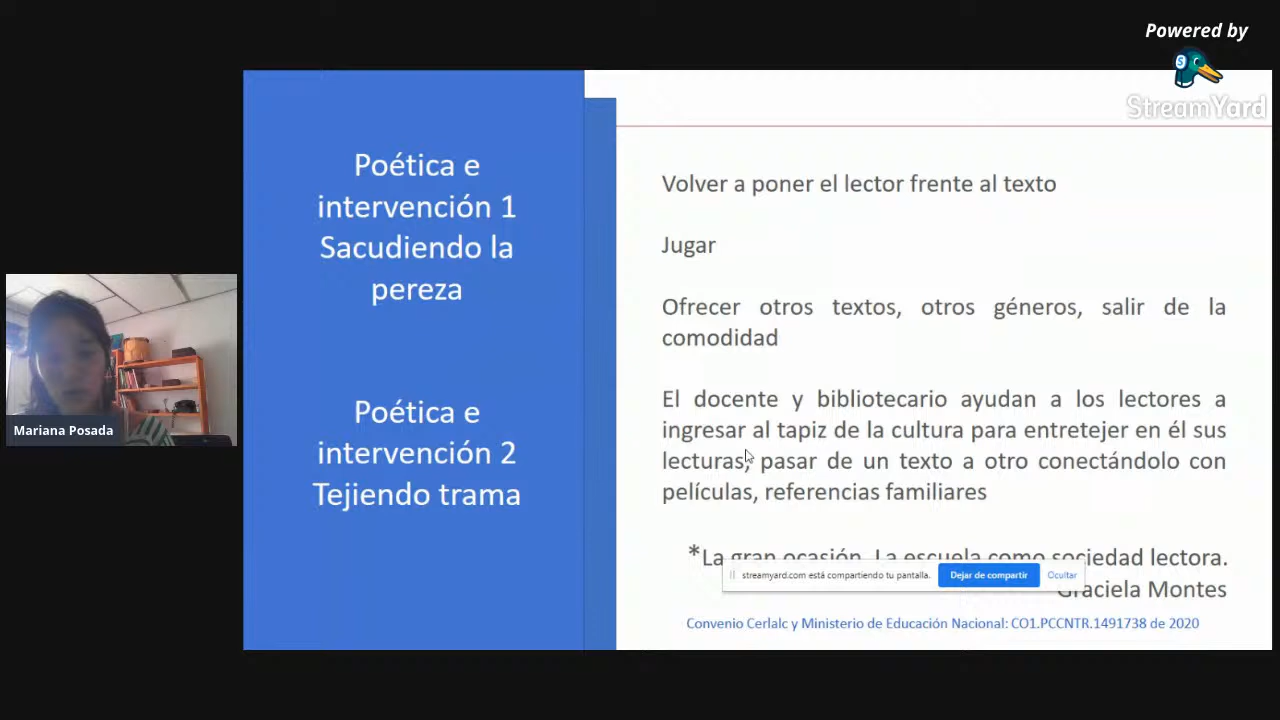 Powered by
StreamYard
Poética e
intervención 1
Sacudiendo la
pereza
Poética e
intervención 2
Tejiendo trama
Volver a poner el lector frente al texto
Jugar
Ofrecer otros textos, otros géneros, salir de la
comodidad
El docente y bibliotecario ayudan a los lectores a
ingresar al tapiz de la cultura para entretejer en él sus
lecturas, pasar de un texto a otro conectándolo con
películas, referencias familiares
*La gran ocasión. La escuela como sociedad lectora.
Graciela Montes
streamyard.com está compartiendo tu pantalla.
Dejar de compartir
Ocultar
Convenio Cerlalc y Ministerio de Educación Nacional: CO1.PCCNTR.1491738 de 2020
Mariana Posada